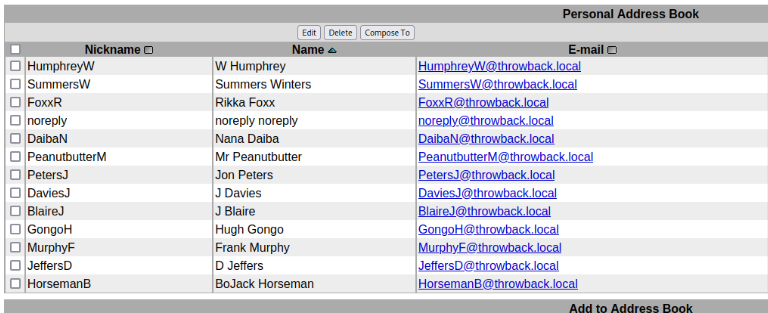 Personal Address Book
Edit Delete Compose To
Nickname Name E-mail
HumphreyW W Humphrey HumphreyW@throwback.local
SummersW Summers Winters SummersW@throwback.local
FoxxR Rikka Foxx FoxxR@throwback.local
noreply noreply noreply noreply@throwback.local
DaibaN Nana Daiba DaibaN@throwback.local
PeanutbutterM Mr Peanutbutter PeanutbutterM@throwback.local
PetersJ Jon Peters PetersJ@throwback.local
DaviesJ J Davies DaviesJ@throwback.local
BlaireJ J Blaire BlaireJ@throwback.local
GongoH Hugh Gongo GongoH@throwback.local
MurphyF Frank Murphy MurphyF@throwback.local
JeffersD D Jeffers JeffersD@throwback.local
HorsemanB BoJack Horseman HorsemanB@throwback.local
Add to Address Book